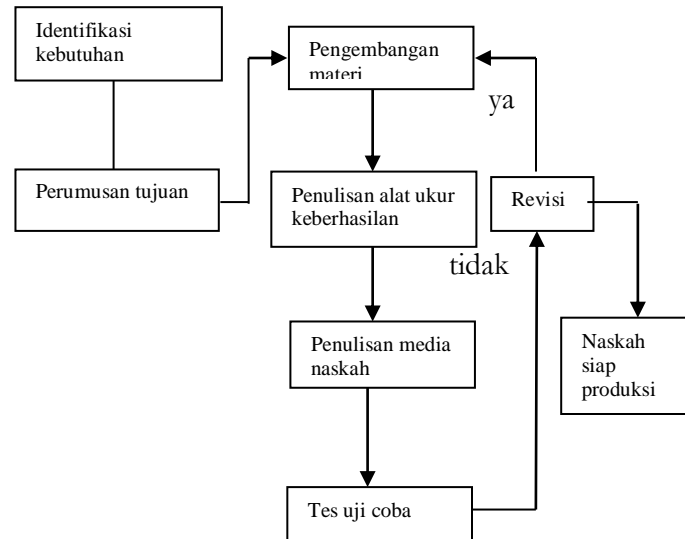 Identifikasi
kebutuhan
Pengembangan
materi
ya
Perumusan tujuan
Penulisan alat ukur
keberhasilan
Revisi
tidak
Penulisan media
naskah
Naskah
siap
produksi
Tes uji coba